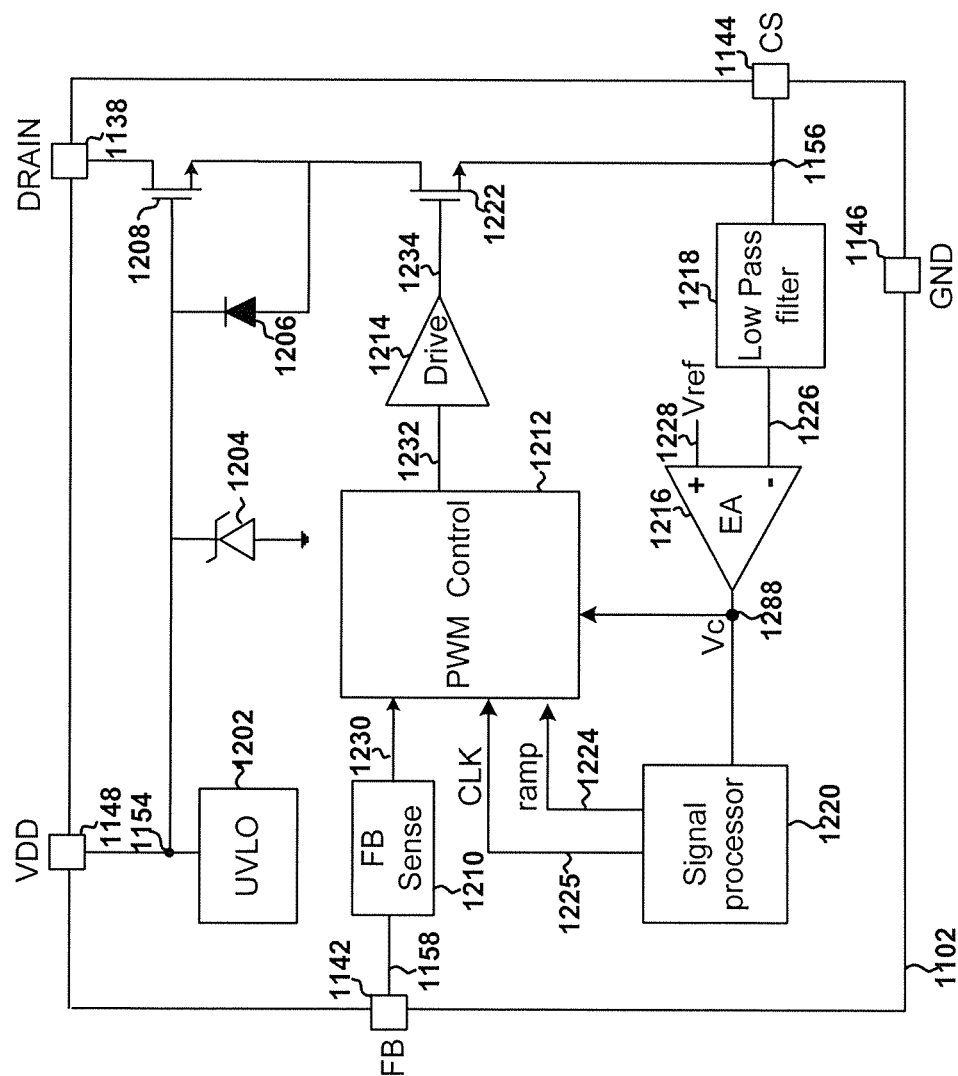 VDD
1148
1154
UVLO
1202
1204
1206
1208
DRAIN
1138
FB
1142
1158
FB
Sense
1210
1230
CLK
ramp
1224
1225
PWM Control
1212
1232
Drive
1214
1234
1222
Signal
processor
1220
Vc
1288
EA
+
-
1216
1228
Vref
1226
Low Pass
filter
1218
1156
CS
1144
GND
1146
1102